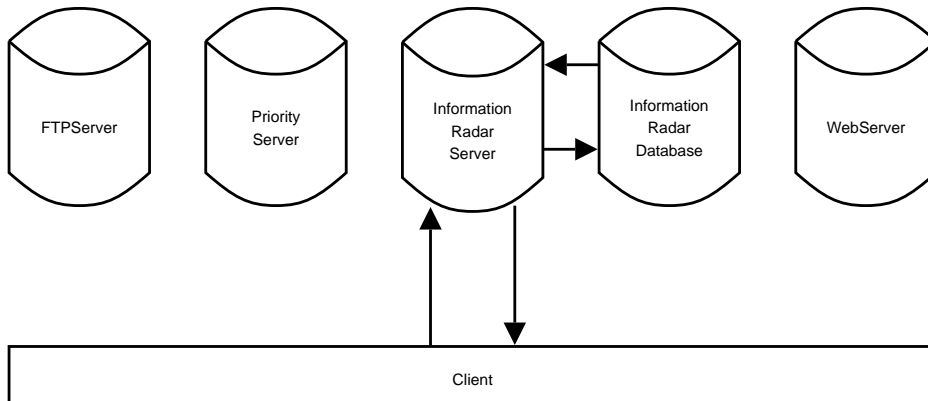 FTPServer
Priority
Server
Information
Radar
Server
Information
Radar
Database
WebServer
Client